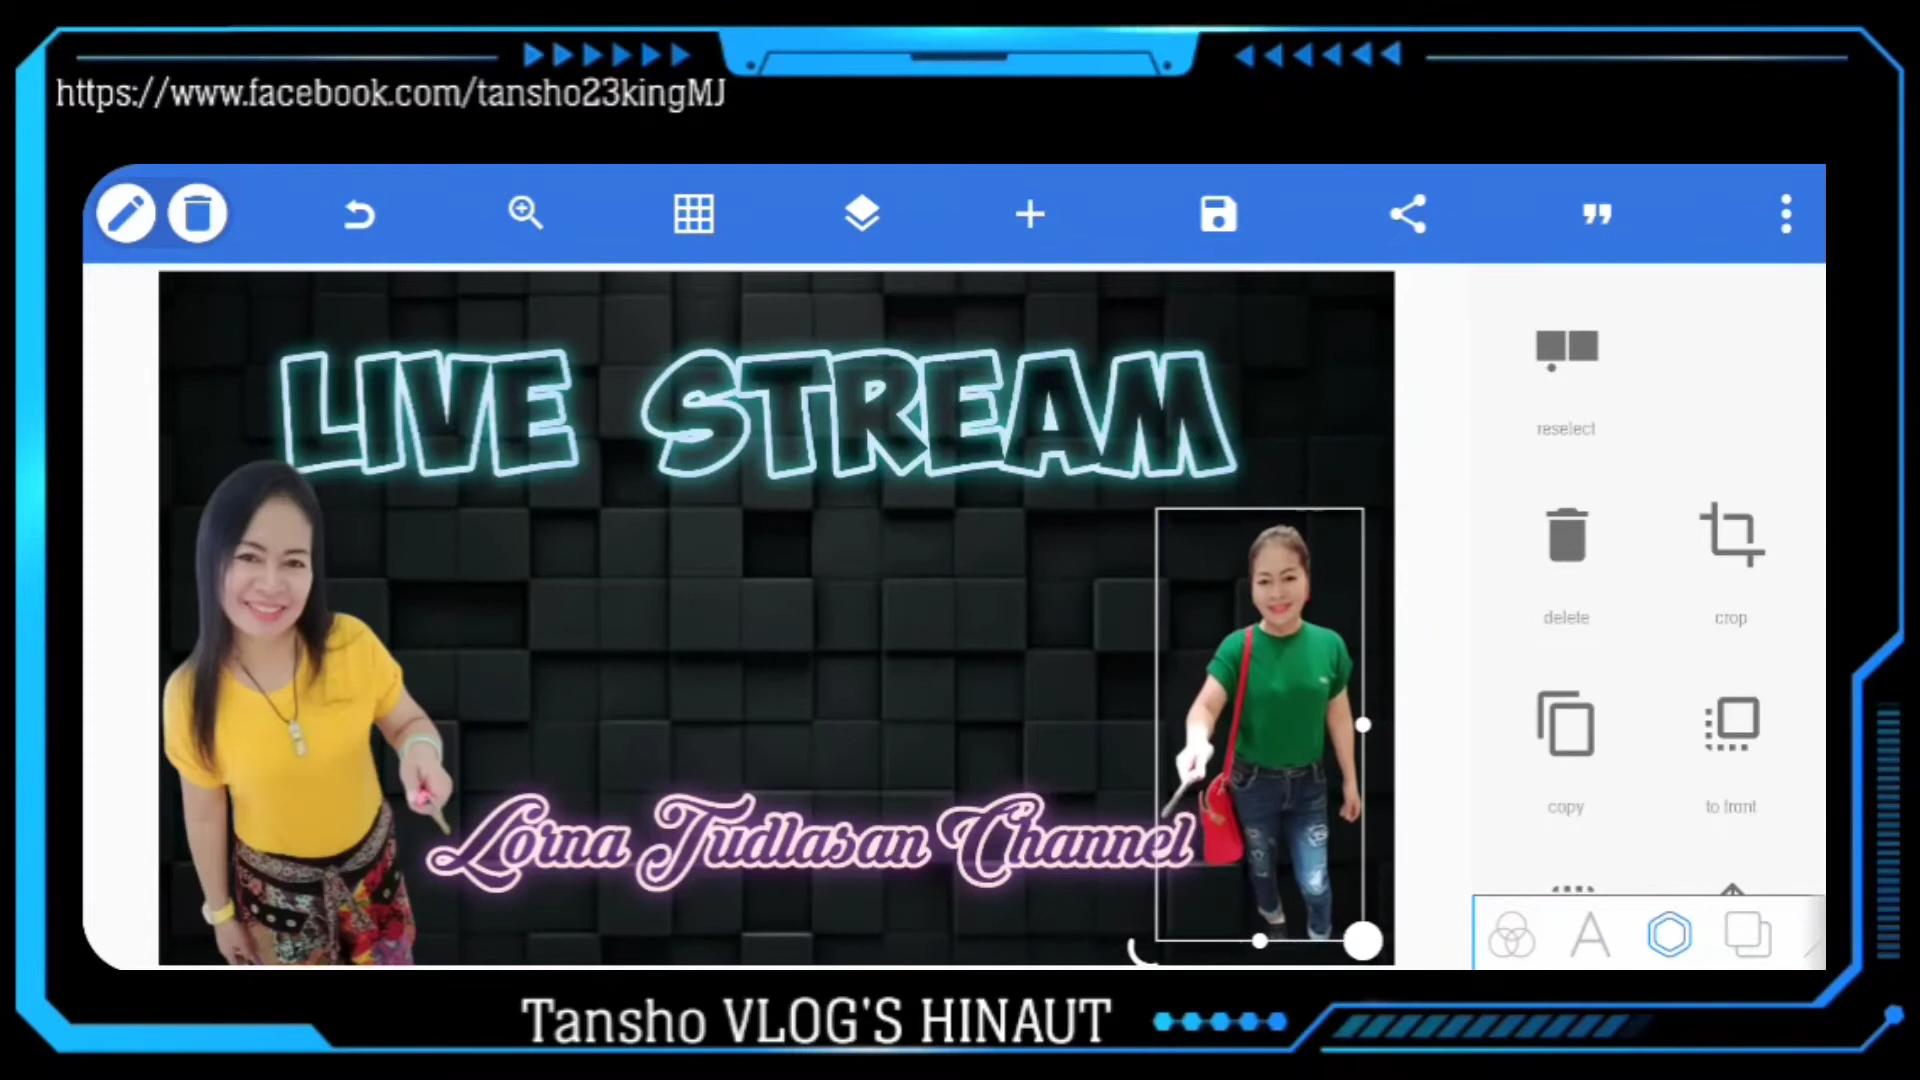 https://www.facebook.com/tansho23kingMJ
LIVE STREAM
reselect
delete
crop
copy
to front
Lorna Tudlasan Channel
Tansho VLOG'S HINAUT